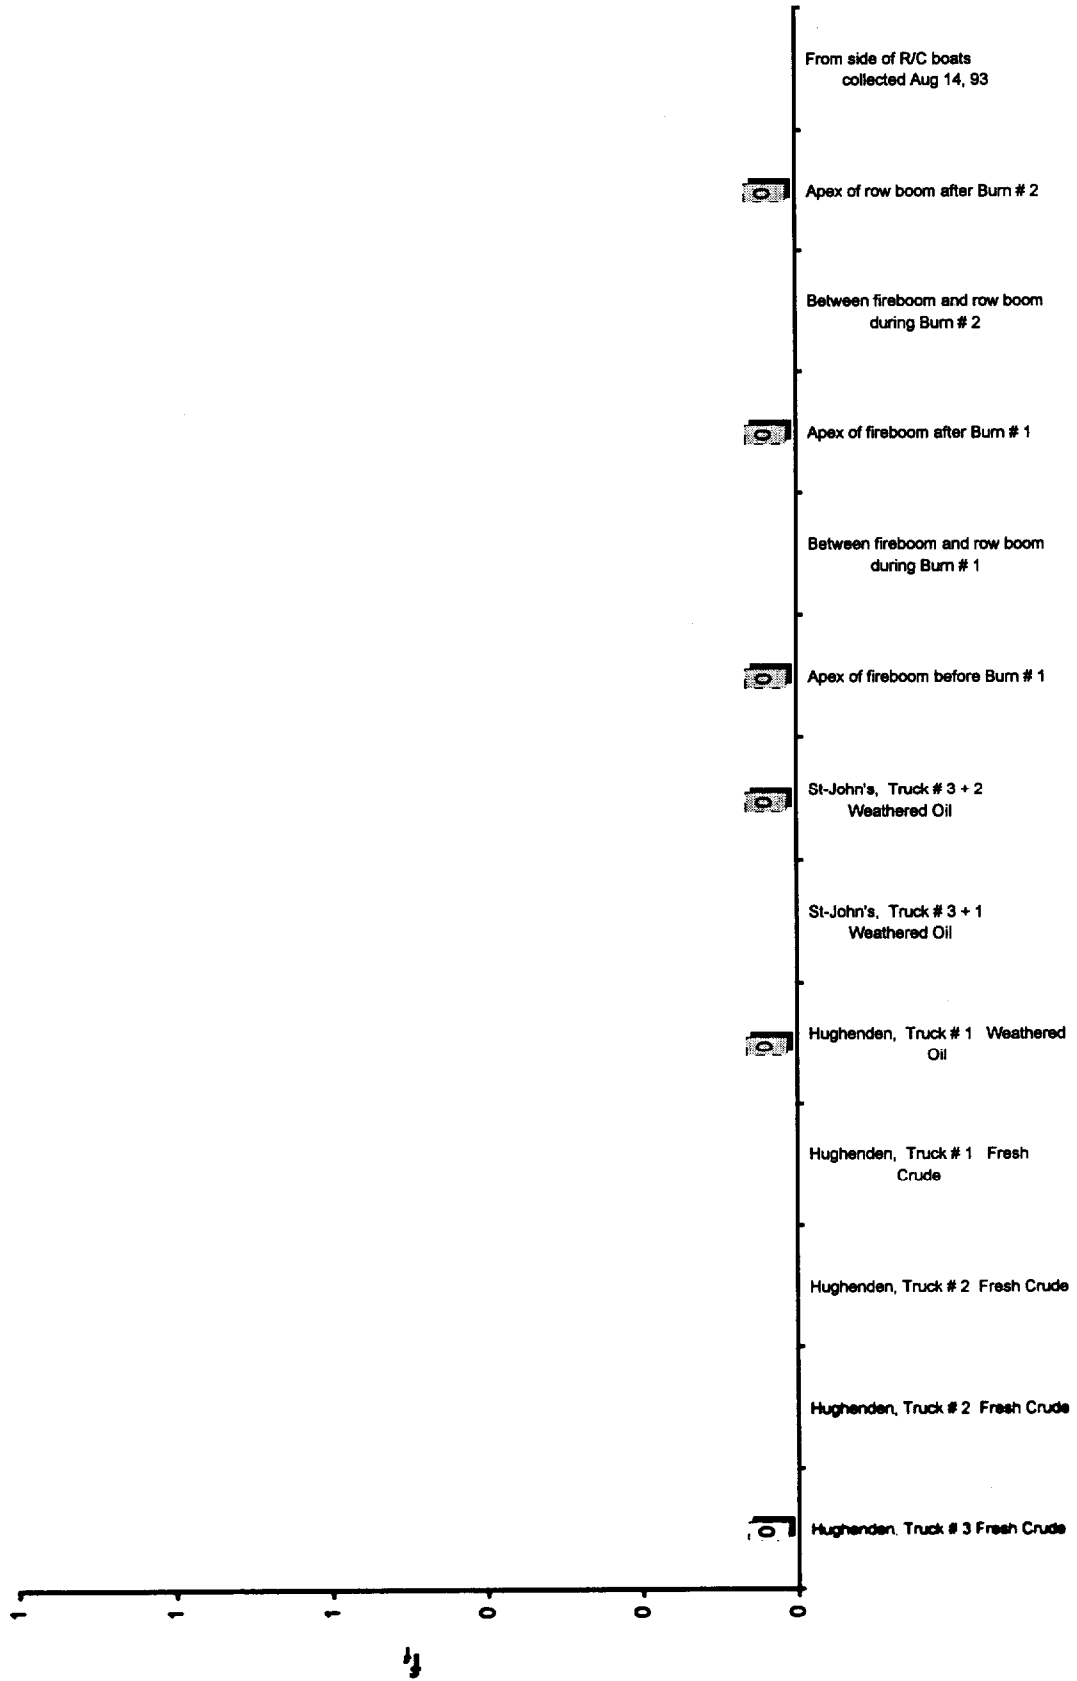 From side of R/C boats
collected Aug 14, 93
0
Apex of row boom after Burn # 2
Between fireboom and row boom
during Burn # 2
0
Apex of fireboom after Burn # 1
Between fireboom and row boom
during Burn # 1
0
Apex of fireboom before Burn # 1
0
St-John's, Truck # 3 + 2
Weathered Oil
St-John's, Truck # 3 + 1
Weathered Oil
0
Hughenden, Truck # 1 Weathered
Oil
Hughenden, Truck # 1 Fresh
Crude
Hughenden, Truck # 2 Fresh Crude
Hughenden, Truck # 2 Fresh Crude
0
Hughenden, Truck # 3 Fresh Crude
1
1
1
0
0
0